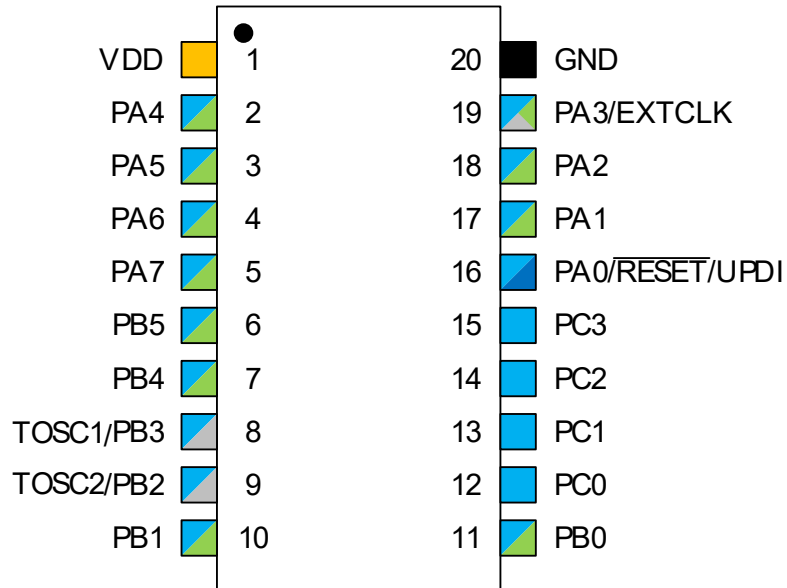 VDD 1 20 GND
PA4 2 19 PA3/EXTCLK
PA5 3 18 PA2
PA6 4 17 PA1
PA7 5 16 PA0/RESET/UPDI
PB5 6 15 PC3
PB4 7 14 PC2
TOSC1/PB3 8 13 PC1
TOSC2/PB2 9 12 PC0
PB1 10 11 PB0